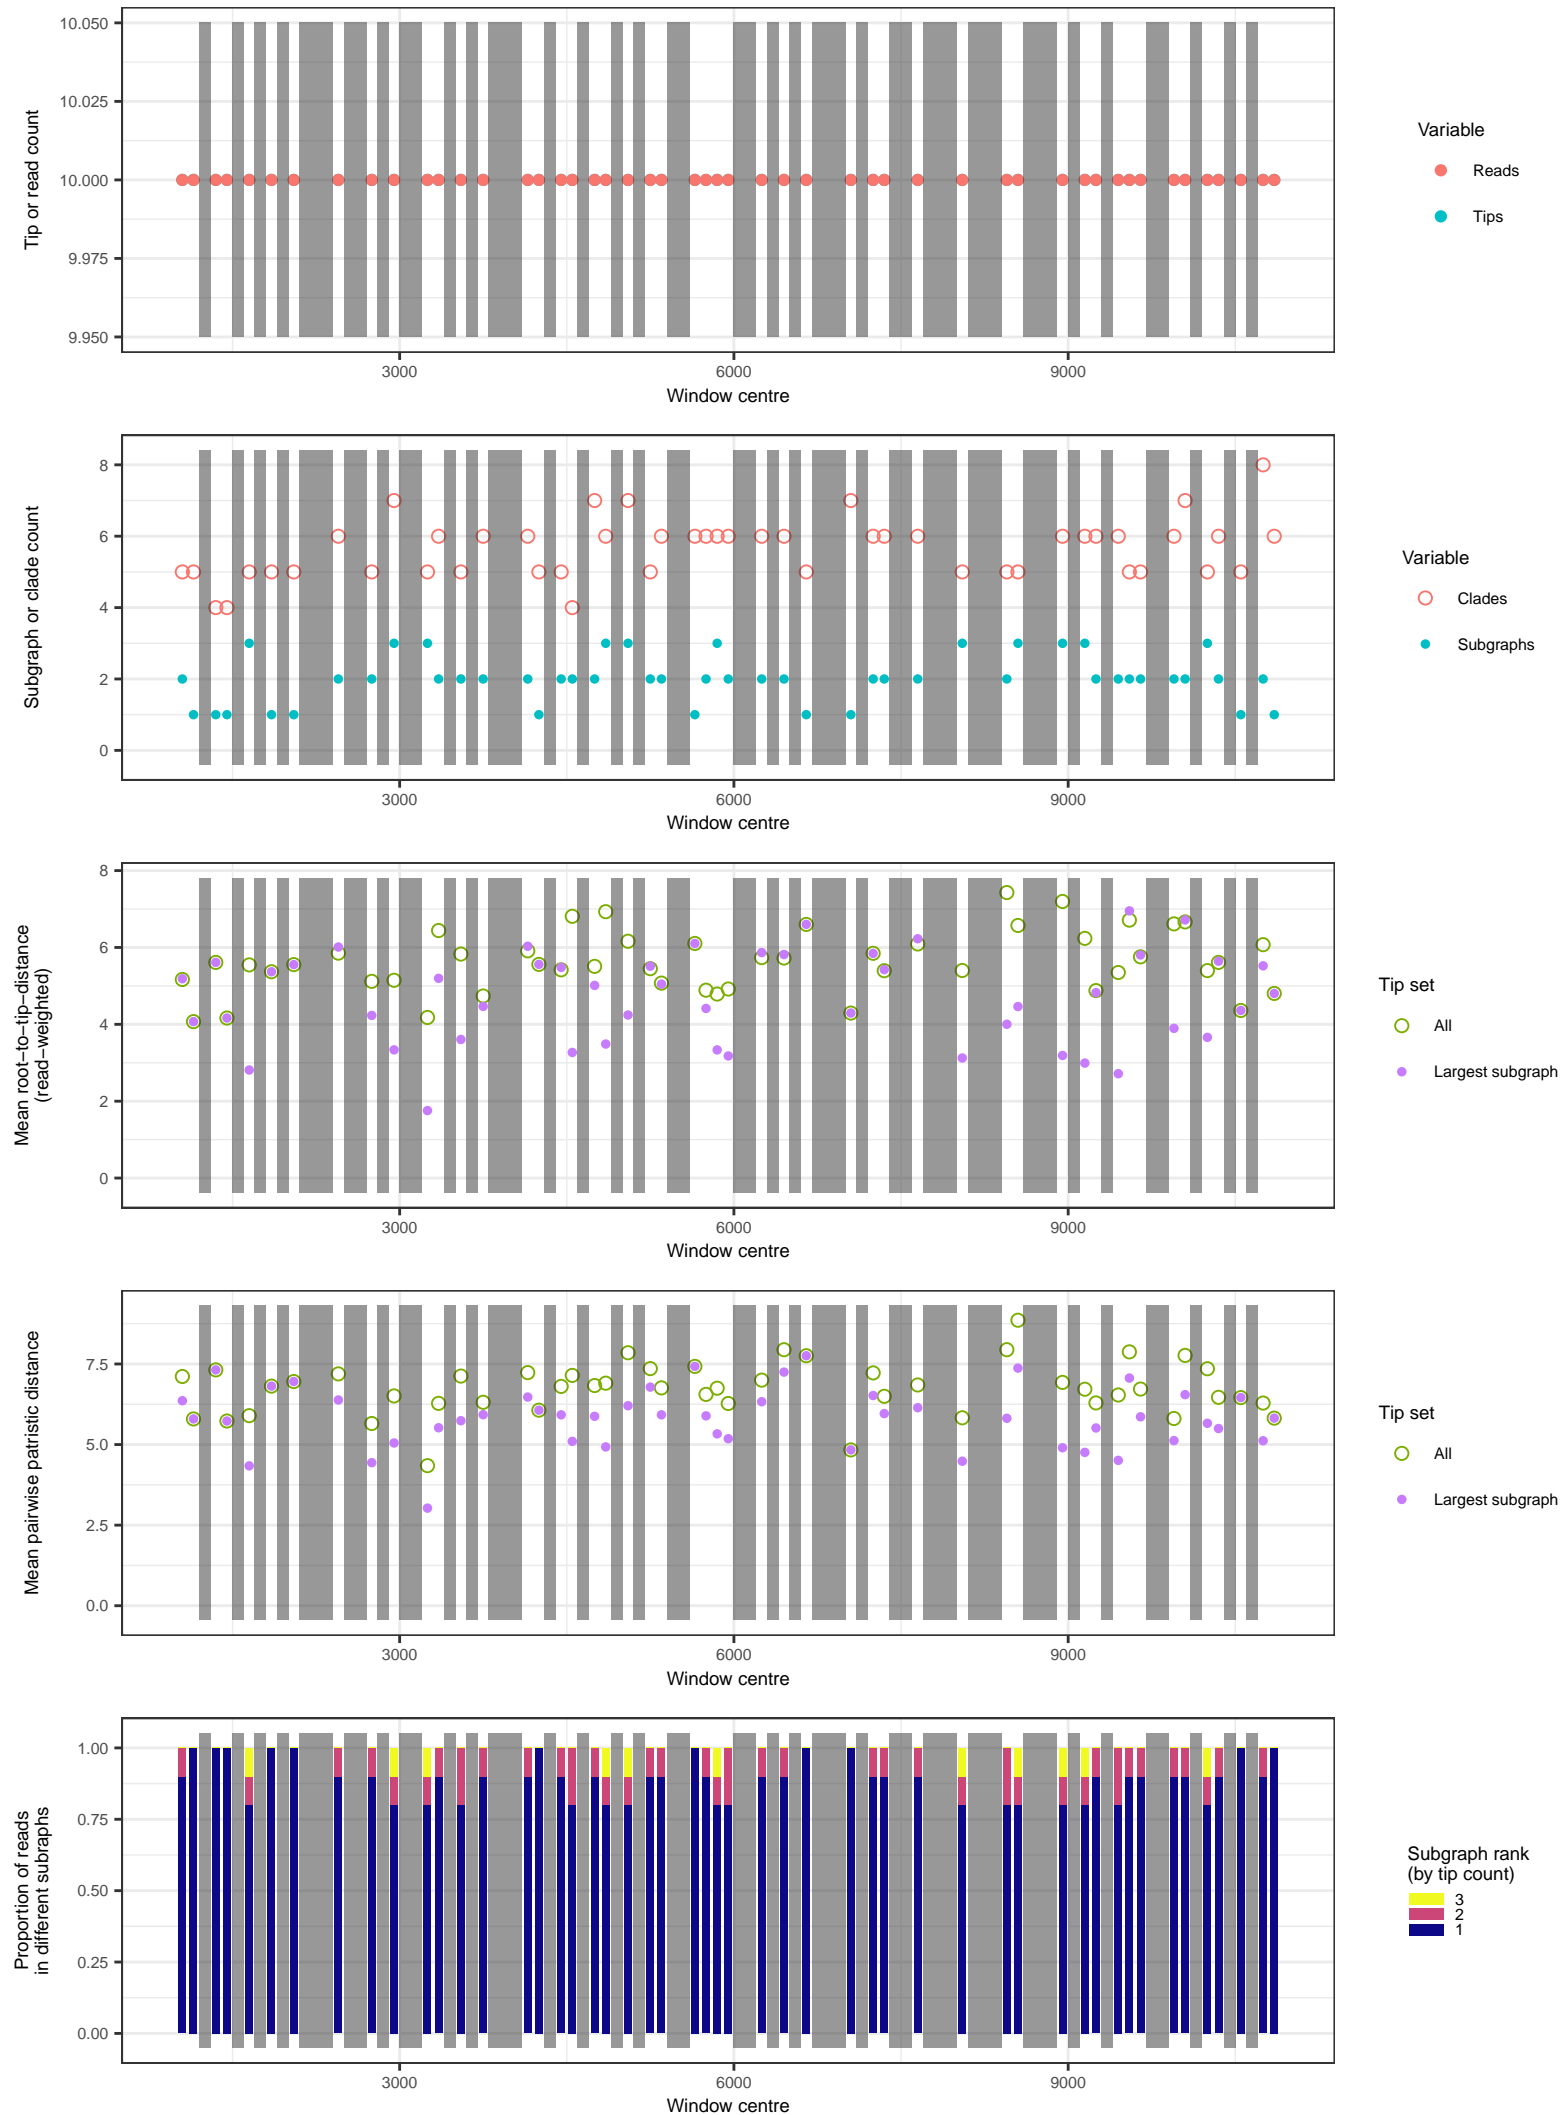 10.050
10.025
10.000
9.975
9.950
Tip or read count
3000
6000
9000
Window centre
Variable
Reads
Tips
8
6
4
2
0
Subgraph or clade count
3000
6000
9000
Window centre
Variable
Clades
Subgraphs
8
6
4
2
0
Mean root−to−tip−distance
(read−weighted)
3000
6000
9000
Window centre
Tip set
All
Largest subgraph
7.5
5.0
2.5
0.0
Mean pairwise patristic distance
3000
6000
9000
Window centre
Tip set
All
Largest subgraph
1.00
0.75
0.50
0.25
0.00
Proportion of reads
in different subraphs
3000
6000
9000
Window centre
Subgraph rank
(by tip count)
3
2
1